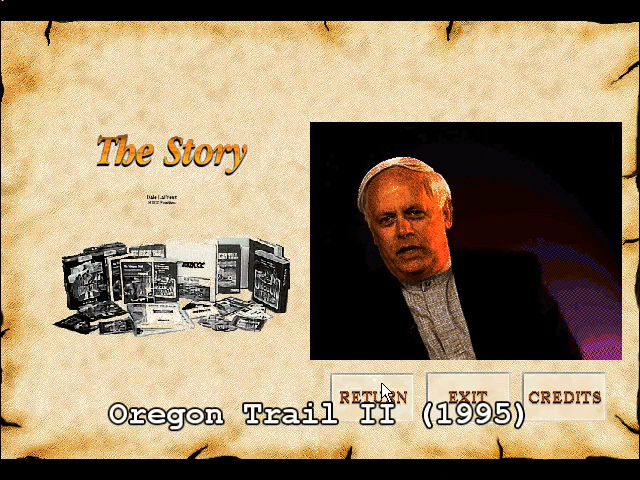 The Story
RETURN
EXIT
CREDITS
Oregon Trail II (1995)